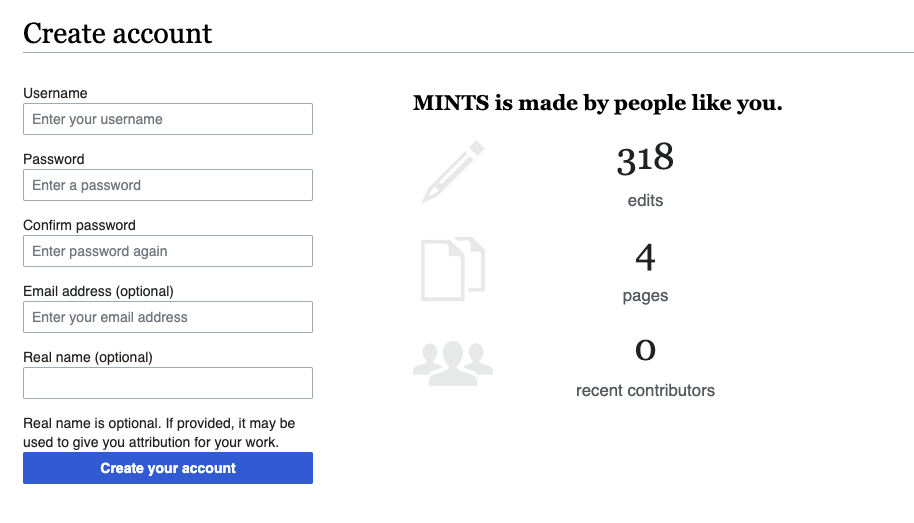 Create account
Username
Enter your username
Password
Enter a password
Confirm password
Enter password again
Email address (optional)
Enter your email address
Real name (optional)
Real name is optional. If provided, it may be
used to give you attribution for your work.
Create your account
MINTS is made by people like you.
318
edits
4
pages
0
recent contributors